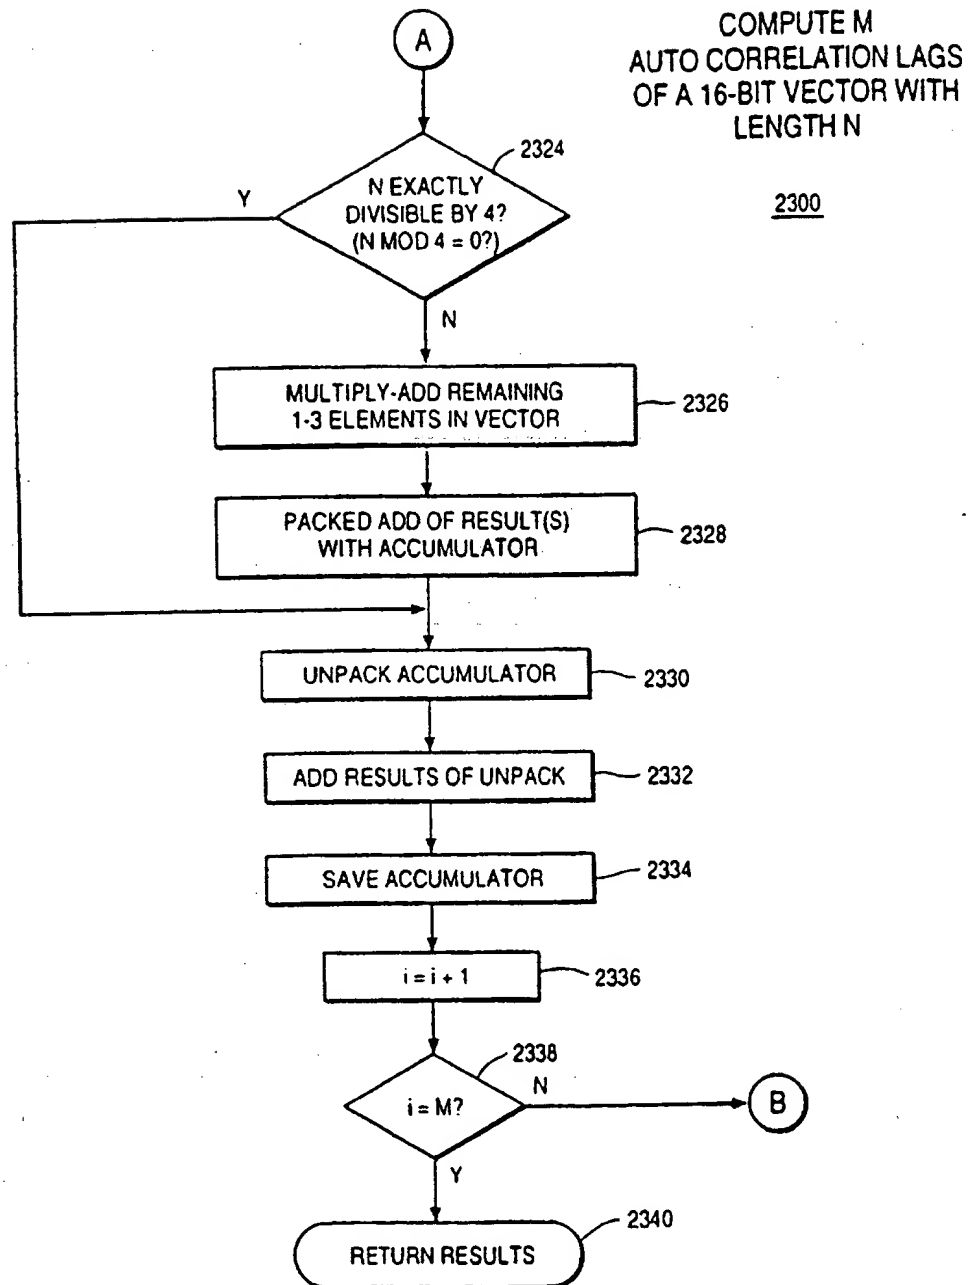 A
COMPUTE M
AUTO CORRELATION LAGS
OF A 16-BIT VECTOR WITH
LENGTH N
2300
2324
N EXACTLY
DIVISIBLE BY 4?
(N MOD 4 = 0?)
Y
N
MULTIPLY-ADD REMAINING
1-3 ELEMENTS IN VECTOR
2326
PACKED ADD OF RESULT(S)
WITH ACCUMULATOR
2328
UNPACK ACCUMULATOR
2330
ADD RESULTS OF UNPACK
2332
SAVE ACCUMULATOR
2334
i = i + 1
2336
2338
i = M?
N
B
Y
RETURN RESULTS
2340